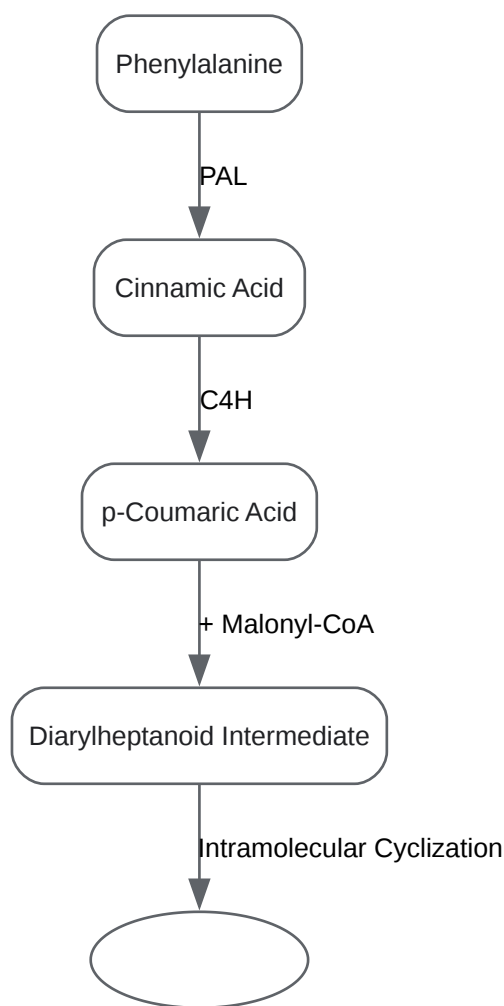 Phenylalanine
PAL
Cinnamic Acid
C4H
p-Coumaric Acid
+ Malonyl-CoA
Diarylheptanoid Intermediate
Intramolecular Cyclization